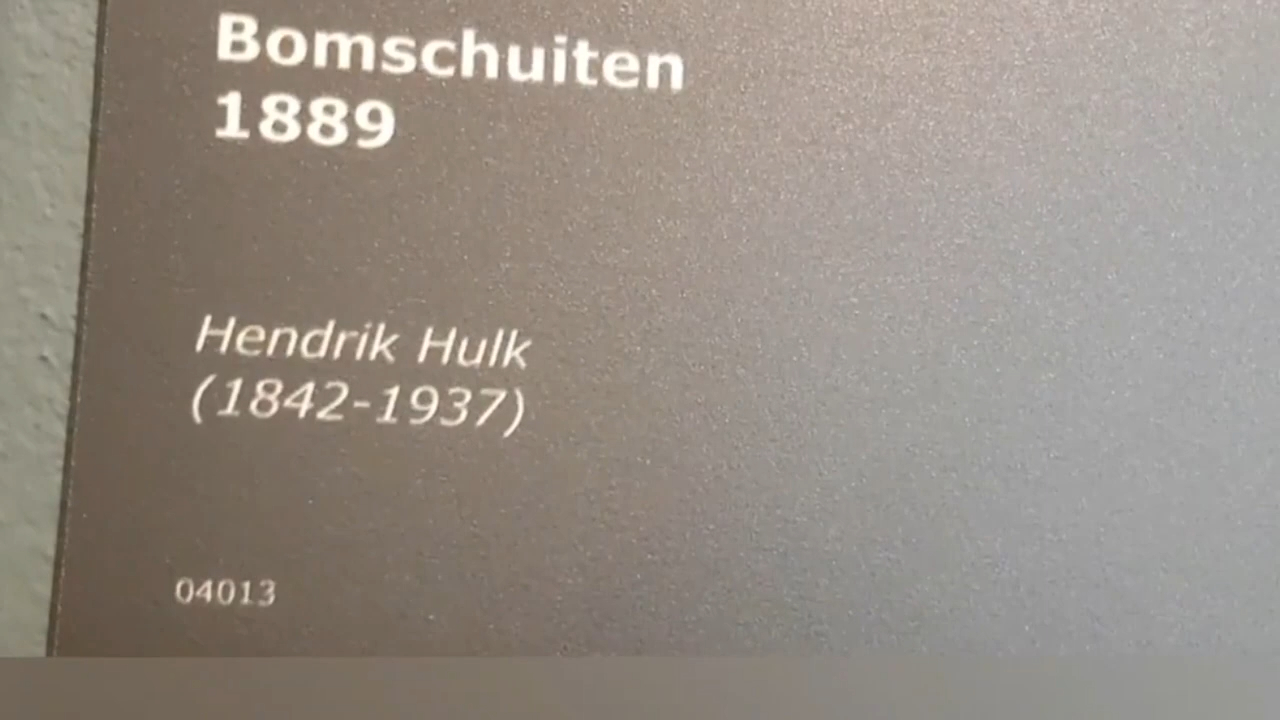 Bomschuiten
1889
Hendrik Hulk
(1842-1937)
04013